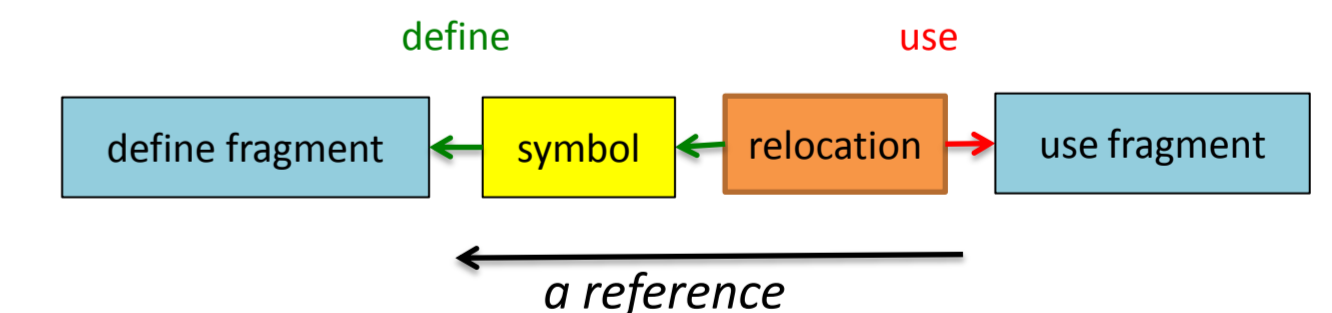 define use
define fragment symbol relocation use fragment
a reference